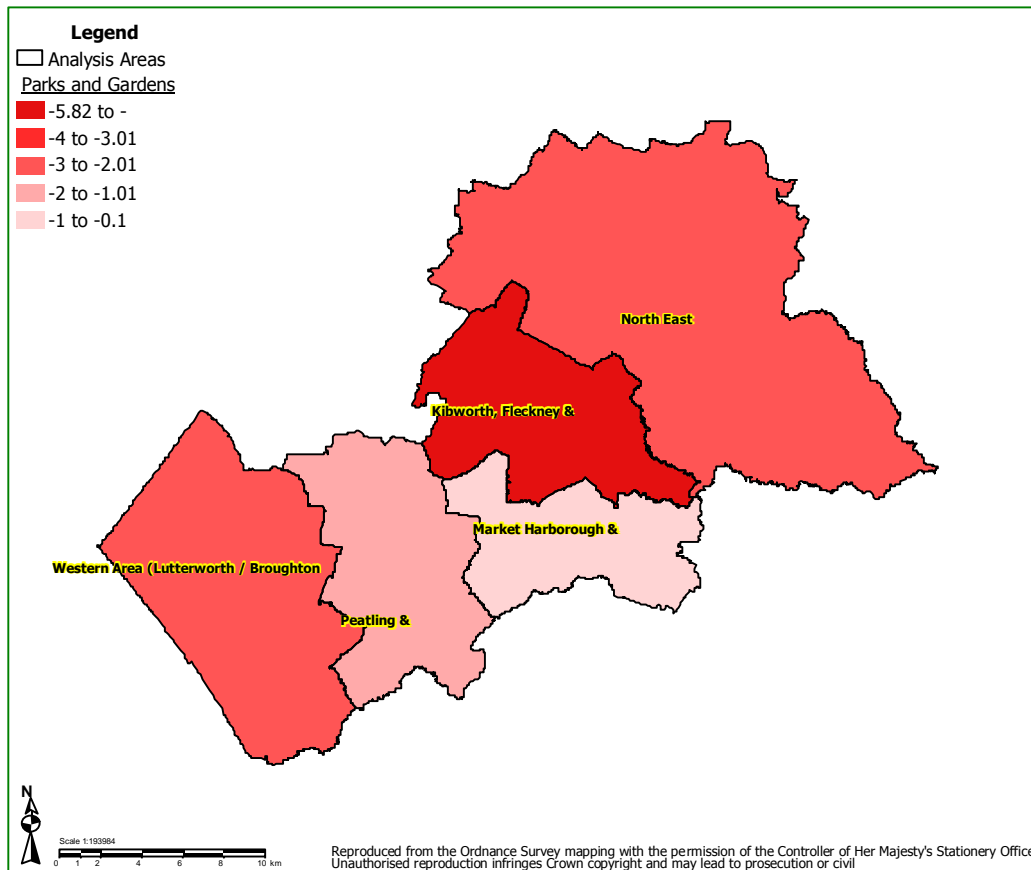 Legend
Analysis Areas
Parks and Gardens
-5.82 to -
-4 to -3.01
-3 to -2.01
-2 to -1.01
-1 to -0.1
North East
Kibworth, Fleckney &
Market Harborough &
Western Area (Lutterworth / Broughton
Peatling &
N
Scale 1:193984
0 1 2 4 6 8 10 km
Reproduced from the Ordnance Survey mapping with the permission of the Controller of Her Majesty's Stationery Office
Unauthorised reproduction infringes Crown copyright and may lead to prosecution or civil